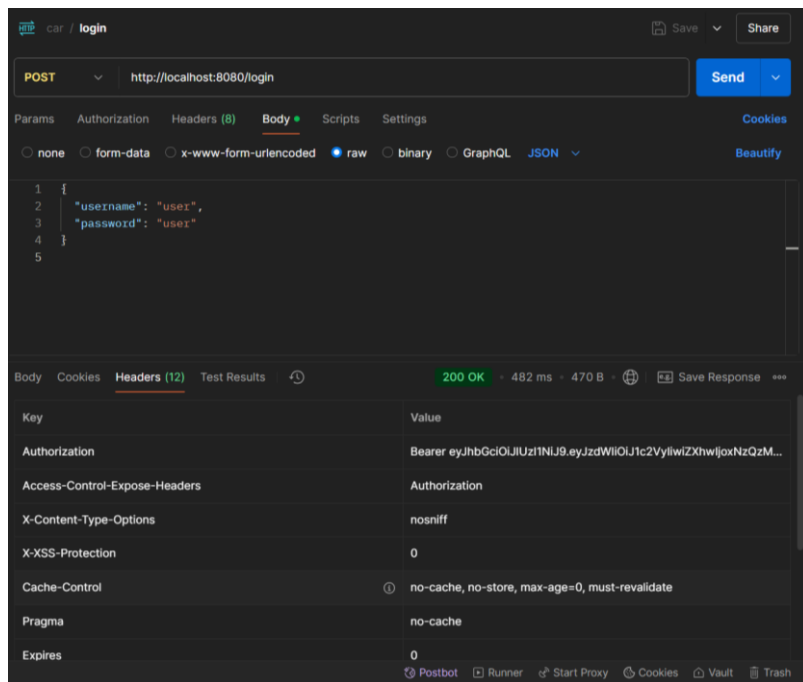 HTTP car / login Save Share
POST http://localhost:8080/login Send
Params Authorization Headers (8) Body Scripts Settings Cookies
none form-data x-www-form-urlencoded raw binary GraphQL JSON Beautify
1 {
2 "username": "user",
3 "password": "user"
4 }
5
Body Cookies Headers (12) Test Results 200 OK • 482 ms • 470 B • e.g. Save Response
Key Value
Authorization Bearer eyJhbGciOiJIUzI1NiJ9.eyJzdWIiOiJ1c2VyIiwiZXhwIjoxNzQzM...
Access-Control-Expose-Headers Authorization
X-Content-Type-Options nosniff
X-XSS-Protection 0
Cache-Control no-cache, no-store, max-age=0, must-revalidate
Pragma no-cache
Expires 0
Postbot Runner Start Proxy Cookies Vault Trash